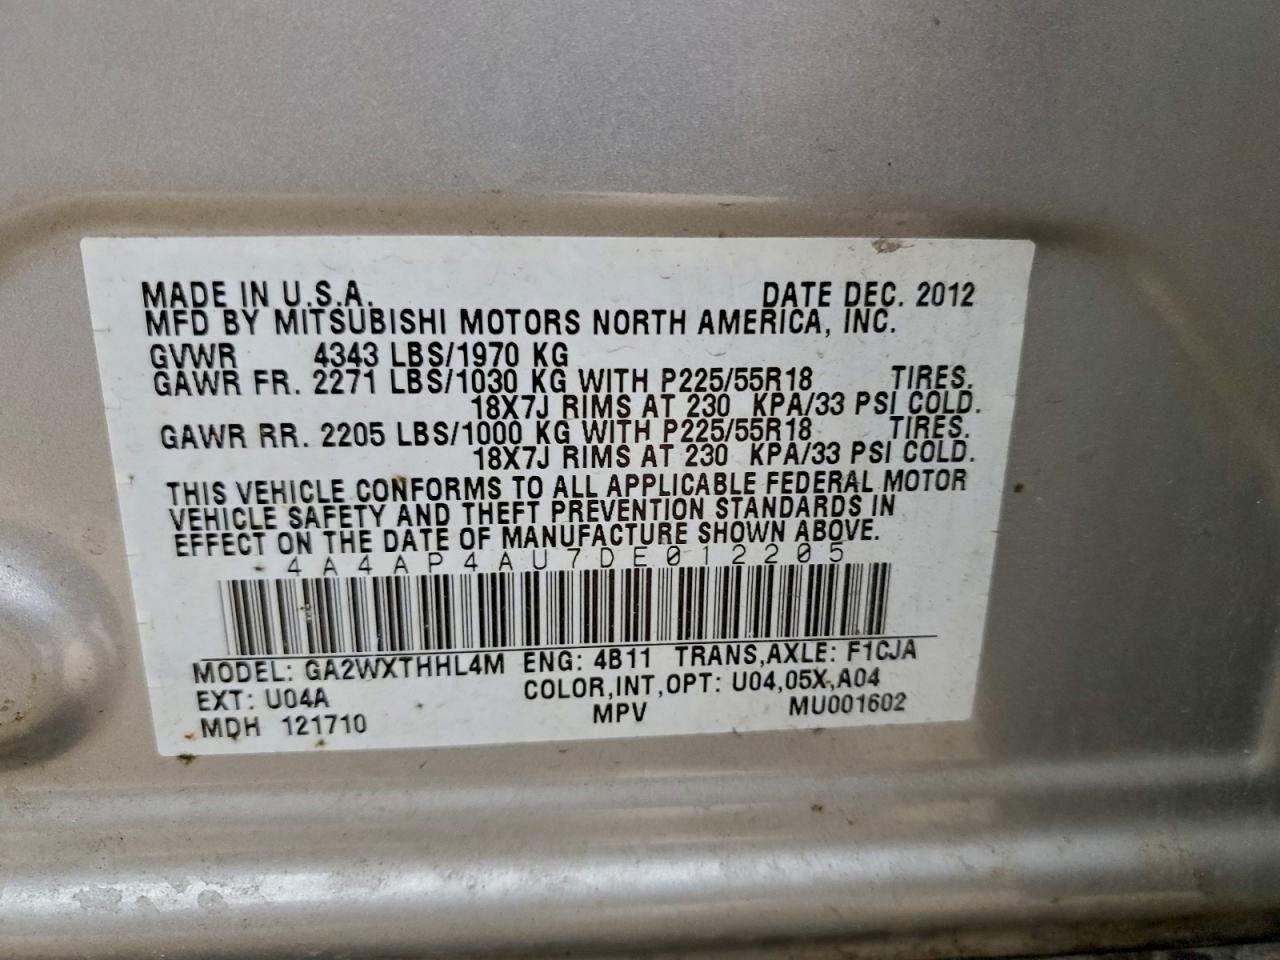 MADE IN U.S.A. DATE DEC. 2012
MFD BY MITSUBISHI MOTORS NORTH AMERICA, INC.
GVWR 4343 LBS/1970 KG
GAWR FR. 2271 LBS/1030 KG WITH P225/55R18 TIRES.
18X7J RIMS AT 230 KPA/33 PSI COLD.
GAWR RR. 2205 LBS/1000 KG WITH P225/55R18 TIRES.
18X7J RIMS AT 230 KPA/33 PSI COLD.
THIS VEHICLE CONFORMS TO ALL APPLICABLE FEDERAL MOTOR
VEHICLE SAFETY AND THEFT PREVENTION STANDARDS IN
EFFECT ON THE DATE OF MANUFACTURE SHOWN ABOVE.
4A4AP4AU7DE012205
MODEL: GA2WXTHHL4M ENG: 4B11 TRANS,AXLE: F1CJA
EXT: U04A COLOR,INT,OPT: U04,05X,A04
MDH 121710 MPV MU001602